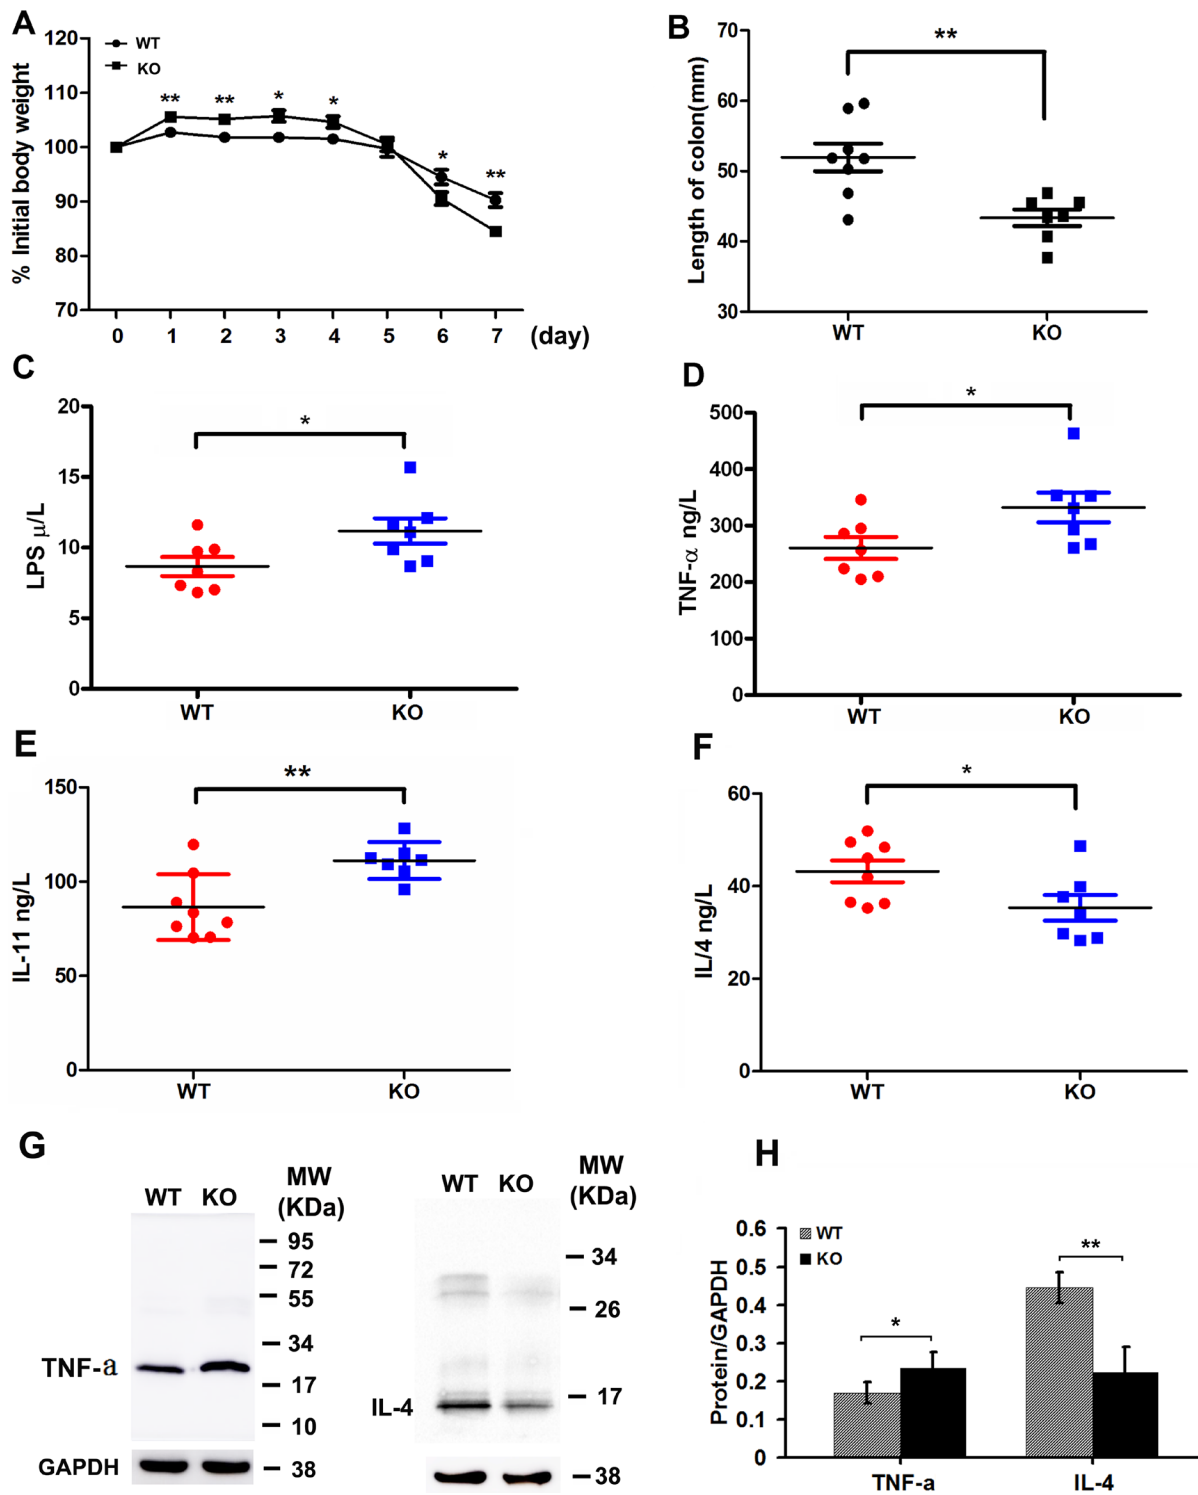 A
% Initial body weight
120
110
100
90
80
70
WT
KO
** ** * * * **
0 1 2 3 4 5 6 7 (day)
B
Length of colon(mm)
70
60
50
40
30
**
WT KO
C
LPS μ/L
20
15
10
5
0
*
WT KO
D
TNF-α ng/L
500
400
300
200
100
0
*
WT KO
E
IL-11 ng/L
150
100
50
0
**
WT KO
F
IL/4 ng/L
60
40
20
0
*
WT KO
G
WT KO
MW
(KDa)
95
72
55
34
17
10
TNF-a
GAPDH
38
WT KO
MW
(KDa)
34
26
17
IL-4
38
H
Protein/GAPDH
0.6
0.5
0.4
0.3
0.2
0.1
0
WT
KO
* **
TNF-a IL-4